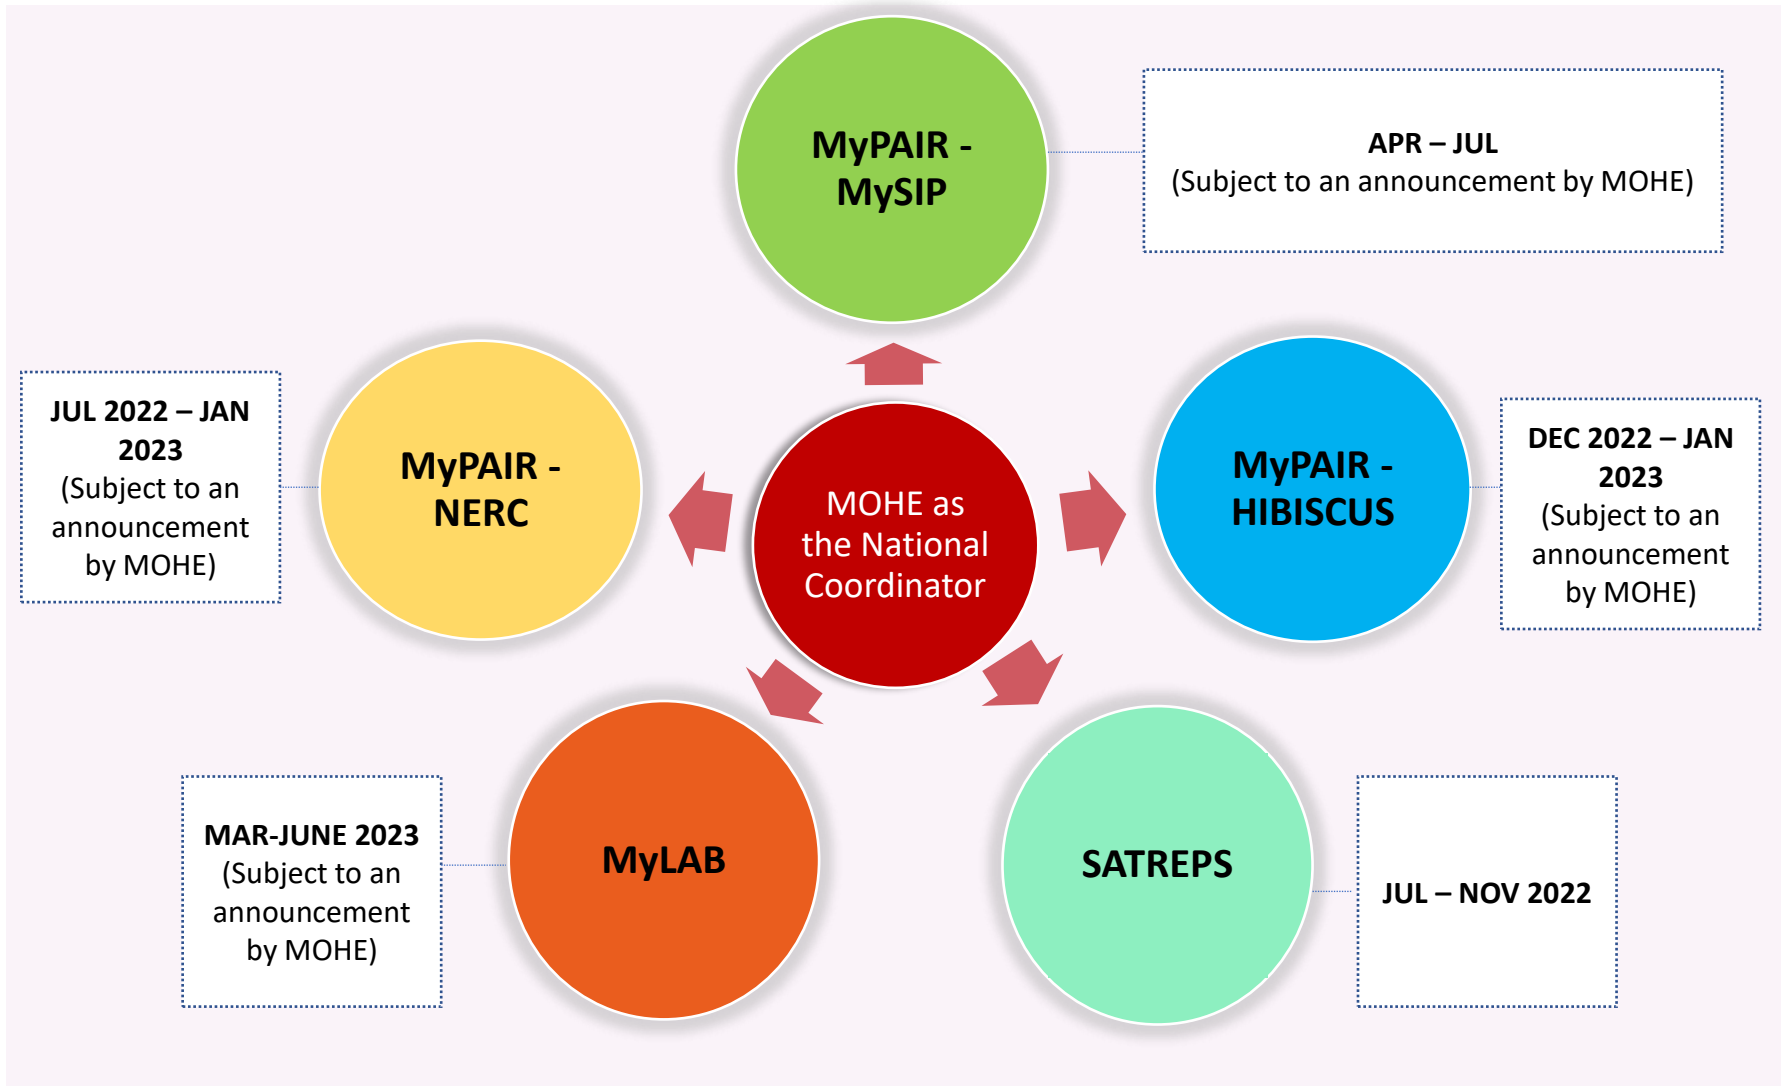 MyPAIR -
MySIP
APR – JUL
(Subject to an announcement by MOHE)
JUL 2022 – JAN
2023
(Subject to an
announcement
by MOHE)
MyPAIR -
NERC
MOHE as
the National
Coordinator
MyPAIR -
HIBISCUS
DEC 2022 – JAN
2023
(Subject to an
announcement
by MOHE)
MAR-JUNE 2023
(Subject to an
announcement
by MOHE)
MyLAB
SATREPS
JUL – NOV 2022